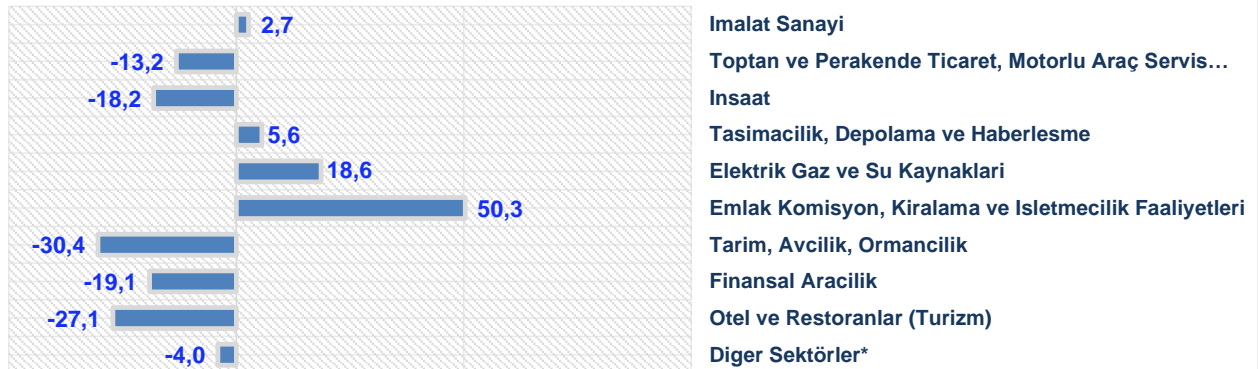 2,7 Imalat Sanayi
-13,2 Toptan ve Perakende Ticaret, Motorlu Araç Servis…
-18,2 Insaat
5,6 Tasimacilik, Depolama ve Haberlesme
18,6 Elektrik Gaz ve Su Kaynaklari
50,3 Emlak Komisyon, Kiralama ve Isletmecilik Faaliyetleri
-30,4 Tarim, Avcilik, Ormancilik
-19,1 Finansal Aracilik
-27,1 Otel ve Restoranlar (Turizm)
-4,0 Diger Sektörler*